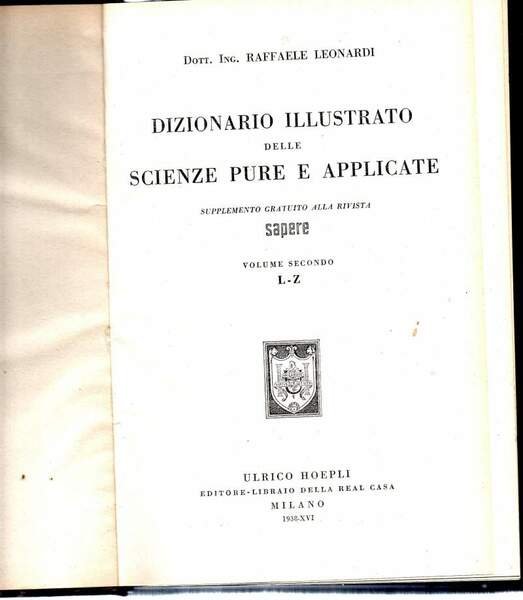 Dott. Ing. RAFFAELE LEONARDI
DIZIONARIO ILLUSTRATO
DELLE
SCIENZE PURE E APPLICATE
SUPPLEMENTO GRATUITO ALLA RIVISTA
sapere
VOLUME SECONDO
L-Z
ULRICO HOEPLI
EDITORE-LIBRAIO DELLA REAL CASA
MILANO
1938-XVI